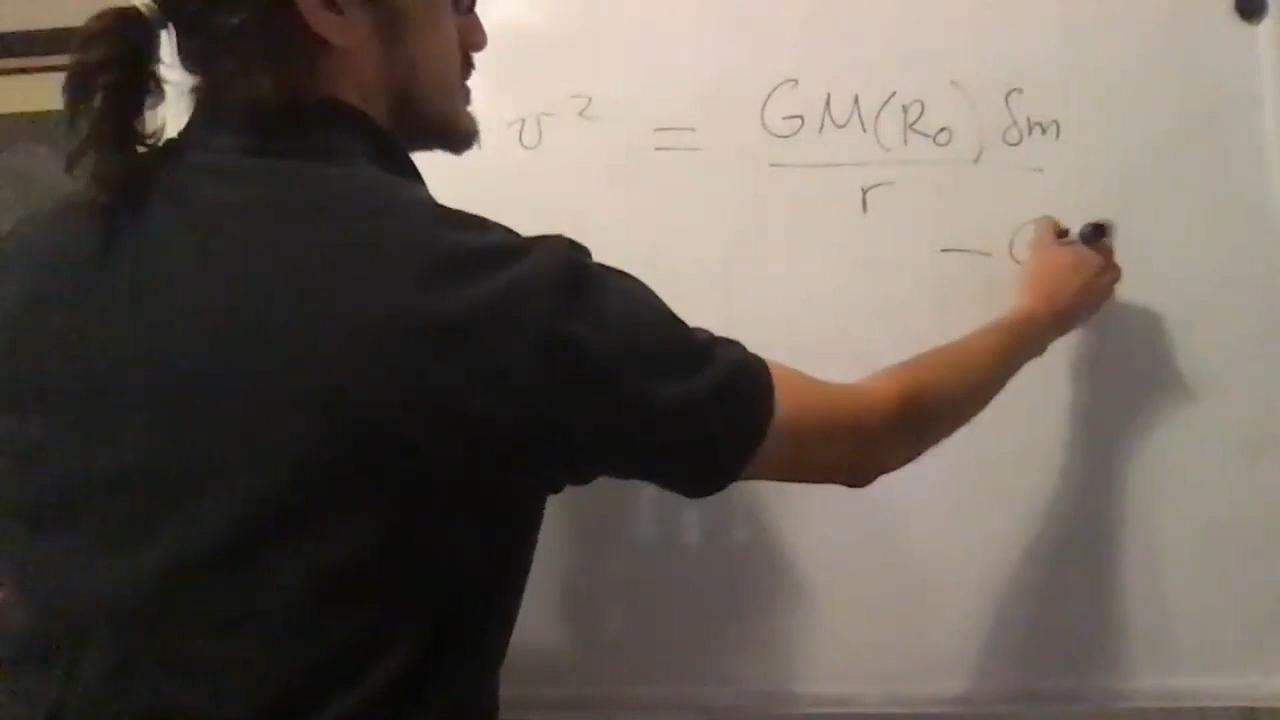 v² = GM(R₀) δm
r
— G